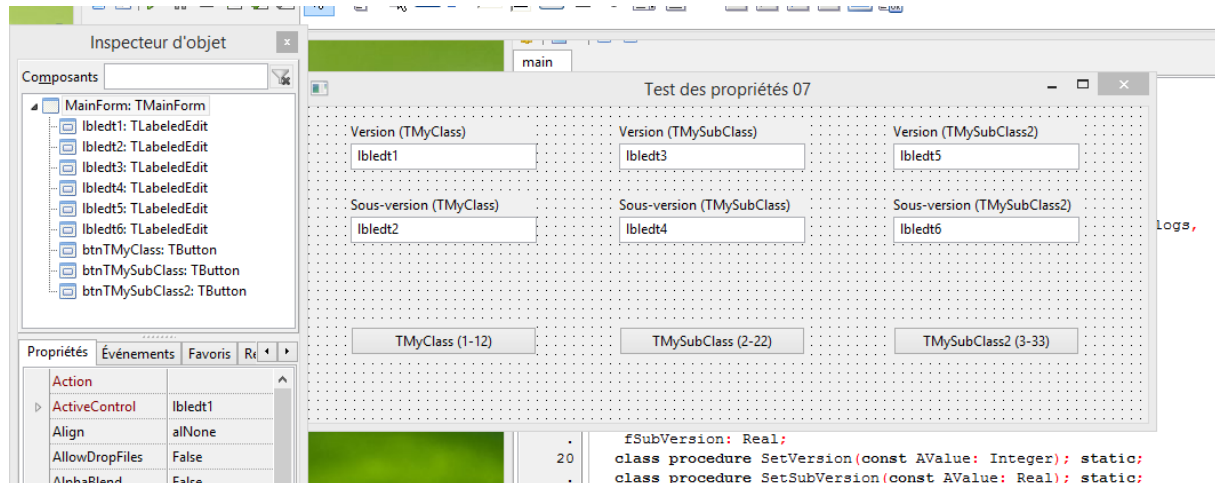 Inspecteur d'objet
x
Composants
MainForm: TMainForm
lbledt1: TLabeledEdit
lbledt2: TLabeledEdit
lbledt3: TLabeledEdit
lbledt4: TLabeledEdit
lbledt5: TLabeledEdit
lbledt6: TLabeledEdit
btnTMyClass: TButton
btnTMySubClass: TButton
btnTMySubClass2: TButton
Propriétés Événements Favoris
Action
ActiveControl lbledt1
Align alNone
AllowDropFiles False
AlphaBlend False
main
Test des propriétés 07
Version (TMyClass) Version (TMySubClass) Version (TMySubClass2)
lbledt1 lbledt3 lbledt5
Sous-version (TMyClass) Sous-version (TMySubClass) Sous-version (TMySubClass2)
lbledt2 lbledt4 lbledt6
TMyClass (1-12) TMySubClass (2-22) TMySubClass2 (3-33)
logs,
. fSubVersion: Real;
20 class procedure SetVersion(const AValue: Integer); static;
. class procedure SetSubVersion(const AValue: Real); static;